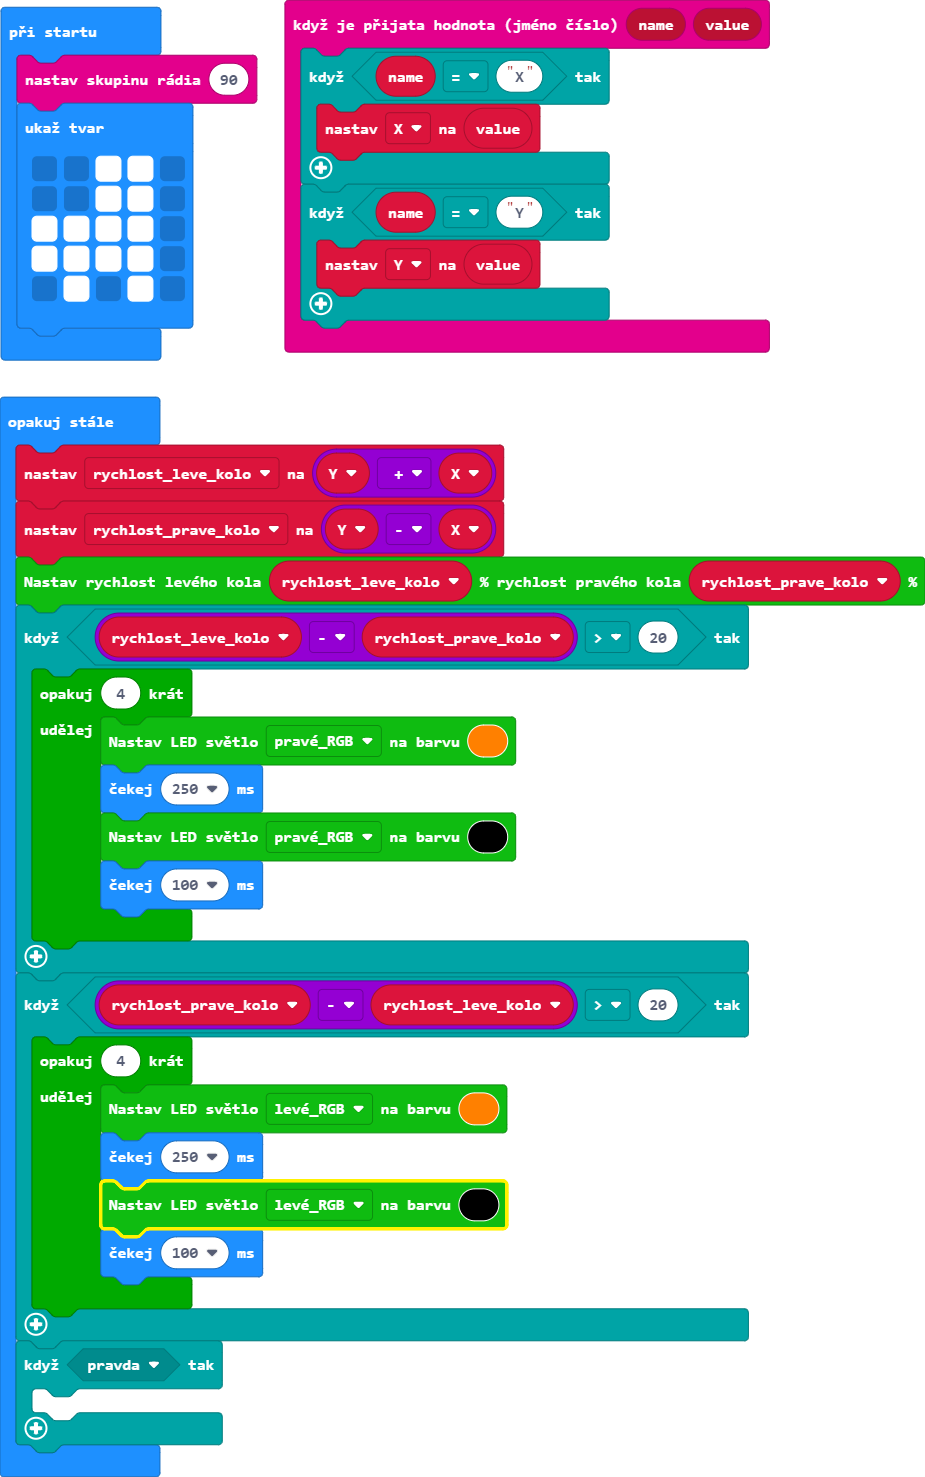 při startu
nastav skupinu rádia 90
ukaž tvar
když je přijata hodnota (jméno číslo) name value
když name = "X" tak
nastav X na value
když name = "Y" tak
nastav Y na value
opakuj stále
nastav rychlost_leve_kolo na Y + X
nastav rychlost_prave_kolo na Y - X
Nastav rychlost levého kola rychlost_leve_kolo % rychlost pravého kola rychlost_prave_kolo %
když rychlost_leve_kolo - rychlost_prave_kolo > 20 tak
opakuj 4 krát
udělej
Nastav LED světlo pravé_RGB na barvu
čekej 250 ms
Nastav LED světlo pravé_RGB na barvu
čekej 100 ms
když rychlost_prave_kolo - rychlost_leve_kolo > 20 tak
opakuj 4 krát
udělej
Nastav LED světlo levé_RGB na barvu
čekej 250 ms
Nastav LED světlo levé_RGB na barvu
čekej 100 ms
když pravda tak